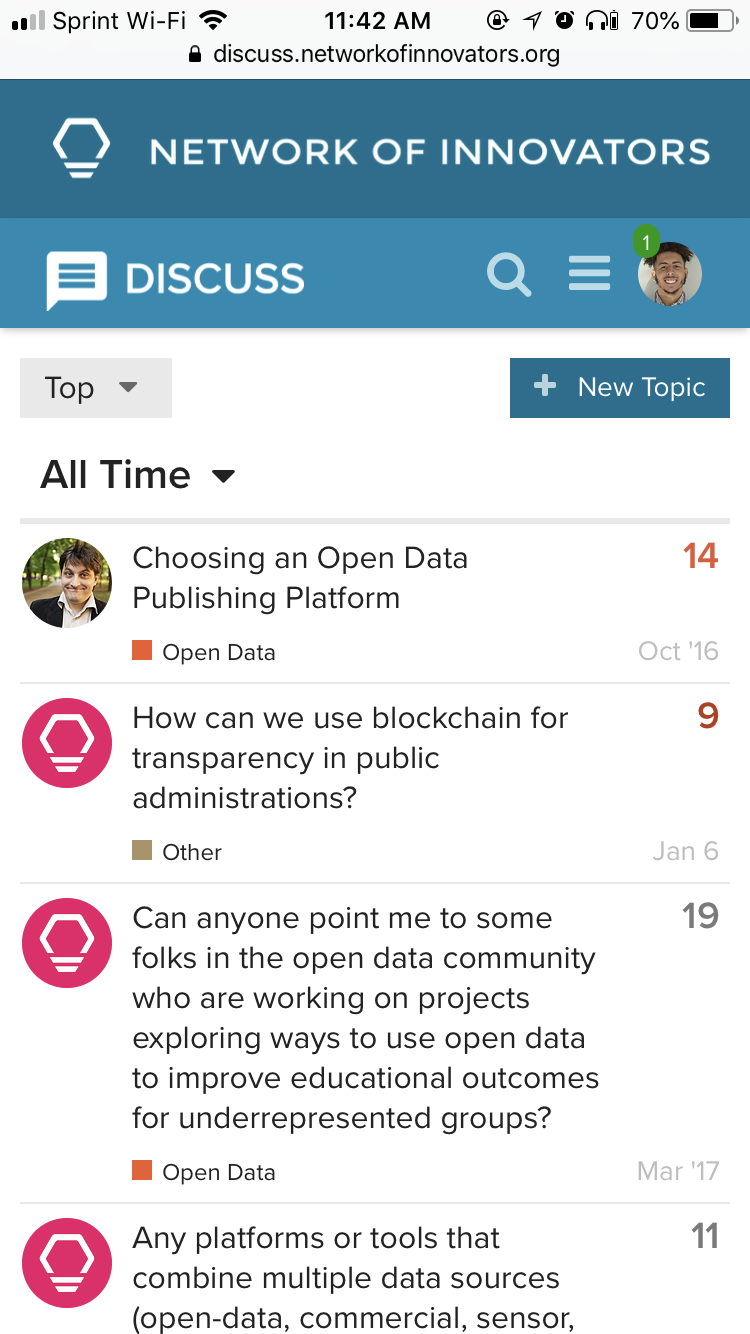 Sprint Wi-Fi 11:42 AM 70%
discuss.networkofinnovators.org
NETWORK OF INNOVATORS
1
DISCUSS
Top + New Topic
All Time
Choosing an Open Data 14
Publishing Platform
Open Data Oct '16
How can we use blockchain for 9
transparency in public
administrations?
Other Jan 6
Can anyone point me to some 19
folks in the open data community
who are working on projects
exploring ways to use open data
to improve educational outcomes
for underrepresented groups?
Open Data Mar '17
Any platforms or tools that 11
combine multiple data sources
(open-data, commercial, sensor,